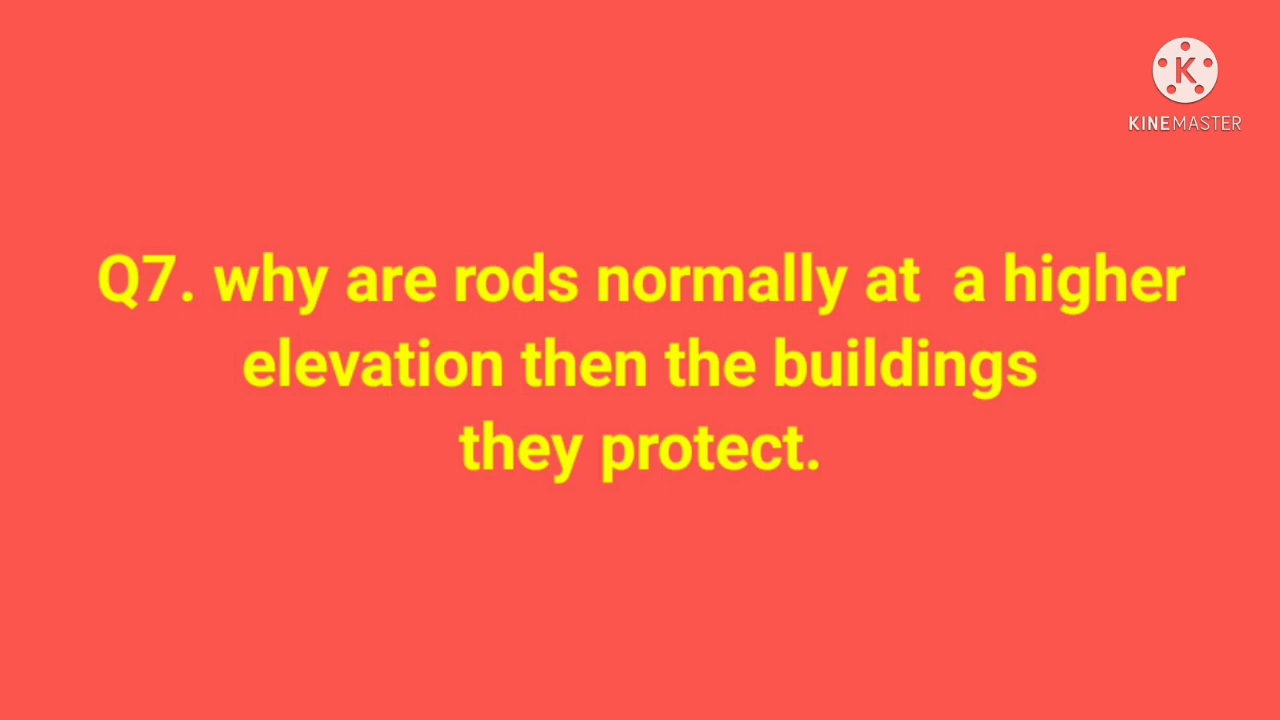 K
KINEMASTER
Q7. why are rods normally at a higher
elevation then the buildings
they protect.